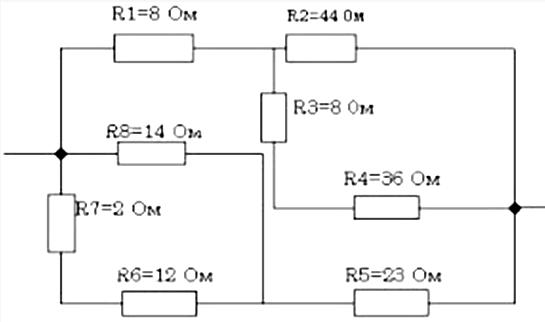 R1=8 Ом
R2=44 Ом
R3=8 Ом
R8=14 Ом
R4=36 Ом
R7=2 Ом
R6=12 Ом
R5=23 Ом